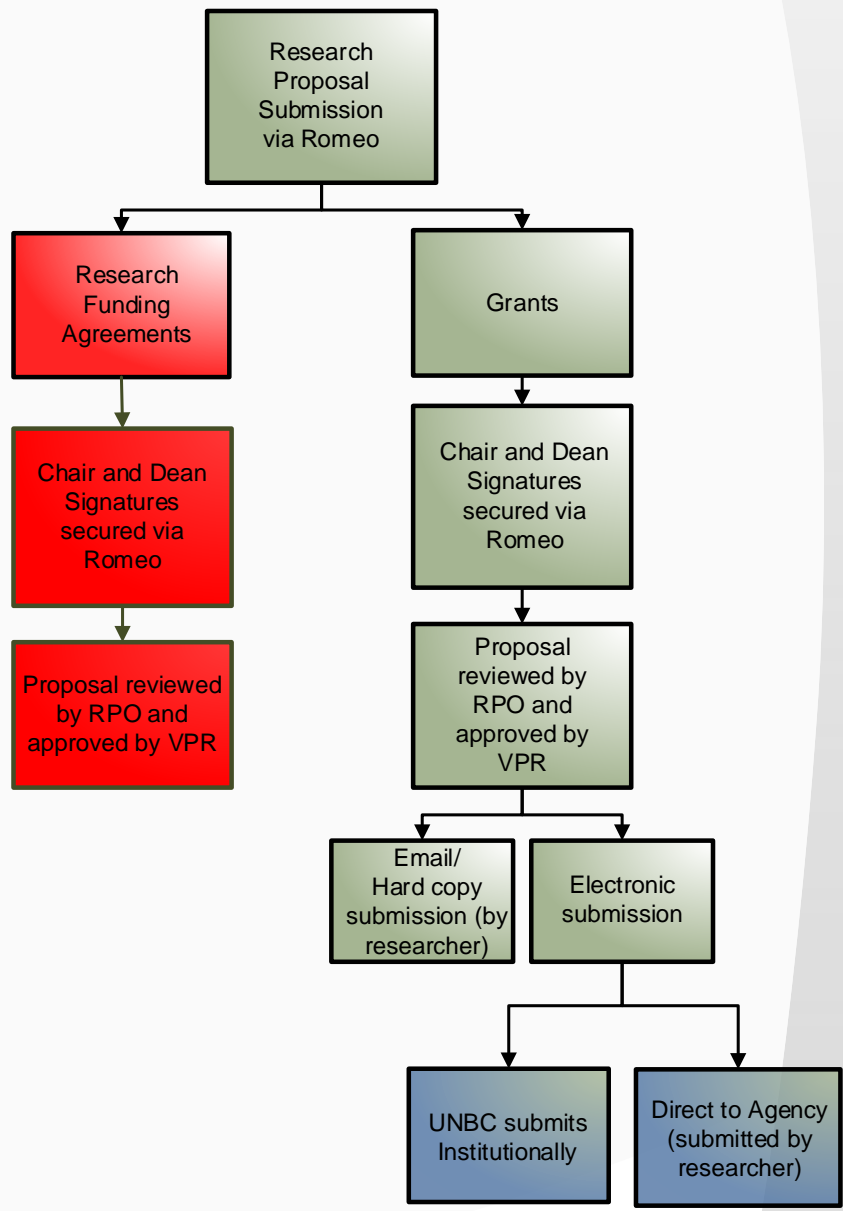 Research
Proposal
Submission
via Romeo
Research
Funding
Agreements
Grants
Chair and Dean
Signatures
secured via
Romeo
Chair and Dean
Signatures
secured via
Romeo
Proposal reviewed
by RPO and
approved by VPR
Proposal
reviewed by
RPO and
approved by
VPR
Email/
Hard copy
submission (by
researcher)
Electronic
submission
UNBC submits
Institutionally
Direct to Agency
(submitted by
researcher)